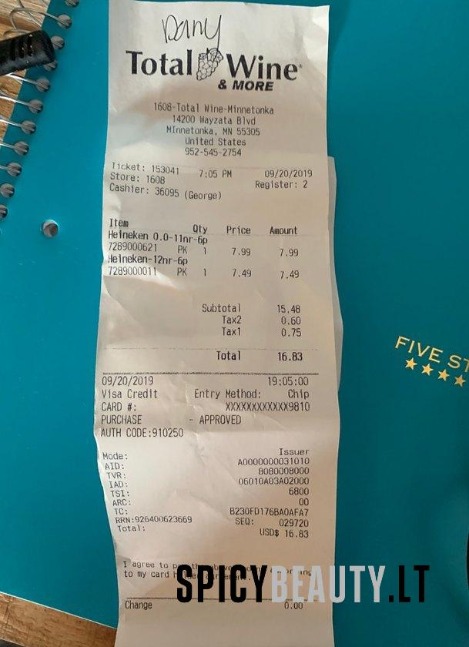 Dany
Total Wine
& MORE
1608-Total Wine-Minnetonka
14200 Wayzata Blvd
Minnetonka, MN 55305
United States
952-545-2754
Ticket: 153041 7:05 PM 09/20/2019
Store: 1608 Register: 2
Cashier: 36095 (George)
Item Qty Price Amount
Heineken 0.0-11nr-6p
7289000621 PK 1 7.99 7.99
Heineken-12nr-6p
7289000011 PK 1 7.49 7.49
Subtotal 15.48
Tax2 0.60
Tax1 0.75
Total 16.83
09/20/2019 19:05:00
Visa Credit Entry Method: Chip
CARD #: XXXXXXXXXXXX9810
PURCHASE - APPROVED
AUTH CODE:910250
Mode: Issuer
AID: A0000000031010
TVR: 8080008000
IAD: 06010A03A02000
TSI: 6800
ARC: 00
TC: B230FD176BA0AFA7
RRN:926400623669 SEQ: 029720
Total: USD$ 16.83
I agree to
to my card
Change 0.00
FIVE ST
SPICYBEAUTY.LT